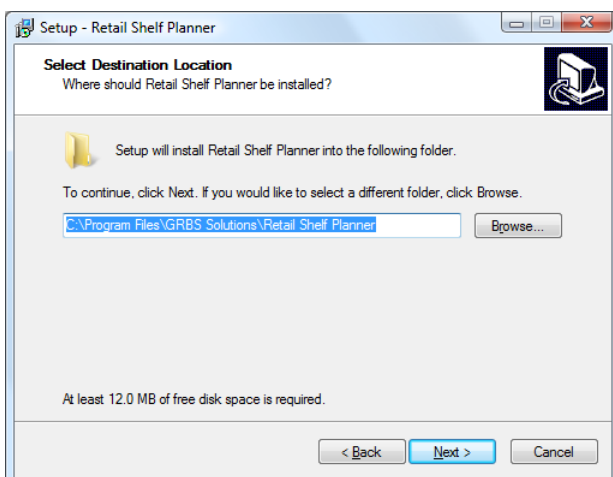 Setup - Retail Shelf Planner
Select Destination Location
Where should Retail Shelf Planner be installed?
Setup will install Retail Shelf Planner into the following folder.
To continue, click Next. If you would like to select a different folder, click Browse.
C:\Program Files\GRBS Solutions\Retail Shelf Planner
Browse...
At least 12.0 MB of free disk space is required.
< Back Next > Cancel